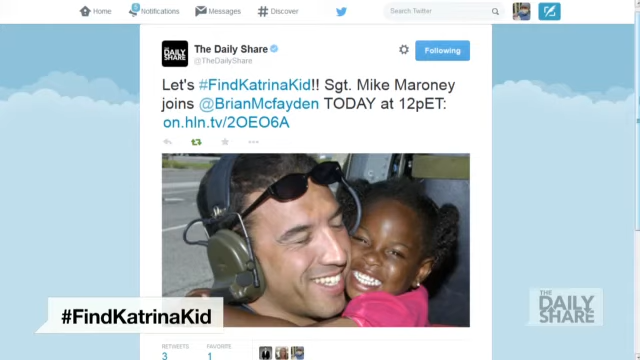 Home Notifications Messages # Discover Search Twitter
THE DAILY SHARE The Daily Share Following
@TheDailyShare
Let's #FindKatrinaKid!! Sgt. Mike Maroney
joins @BrianMcfayden TODAY at 12pET:
on.hln.tv/2OEO6A
THE
DAILY
SHARE
#FindKatrinaKid
RETWEETS FAVORITE
3 1